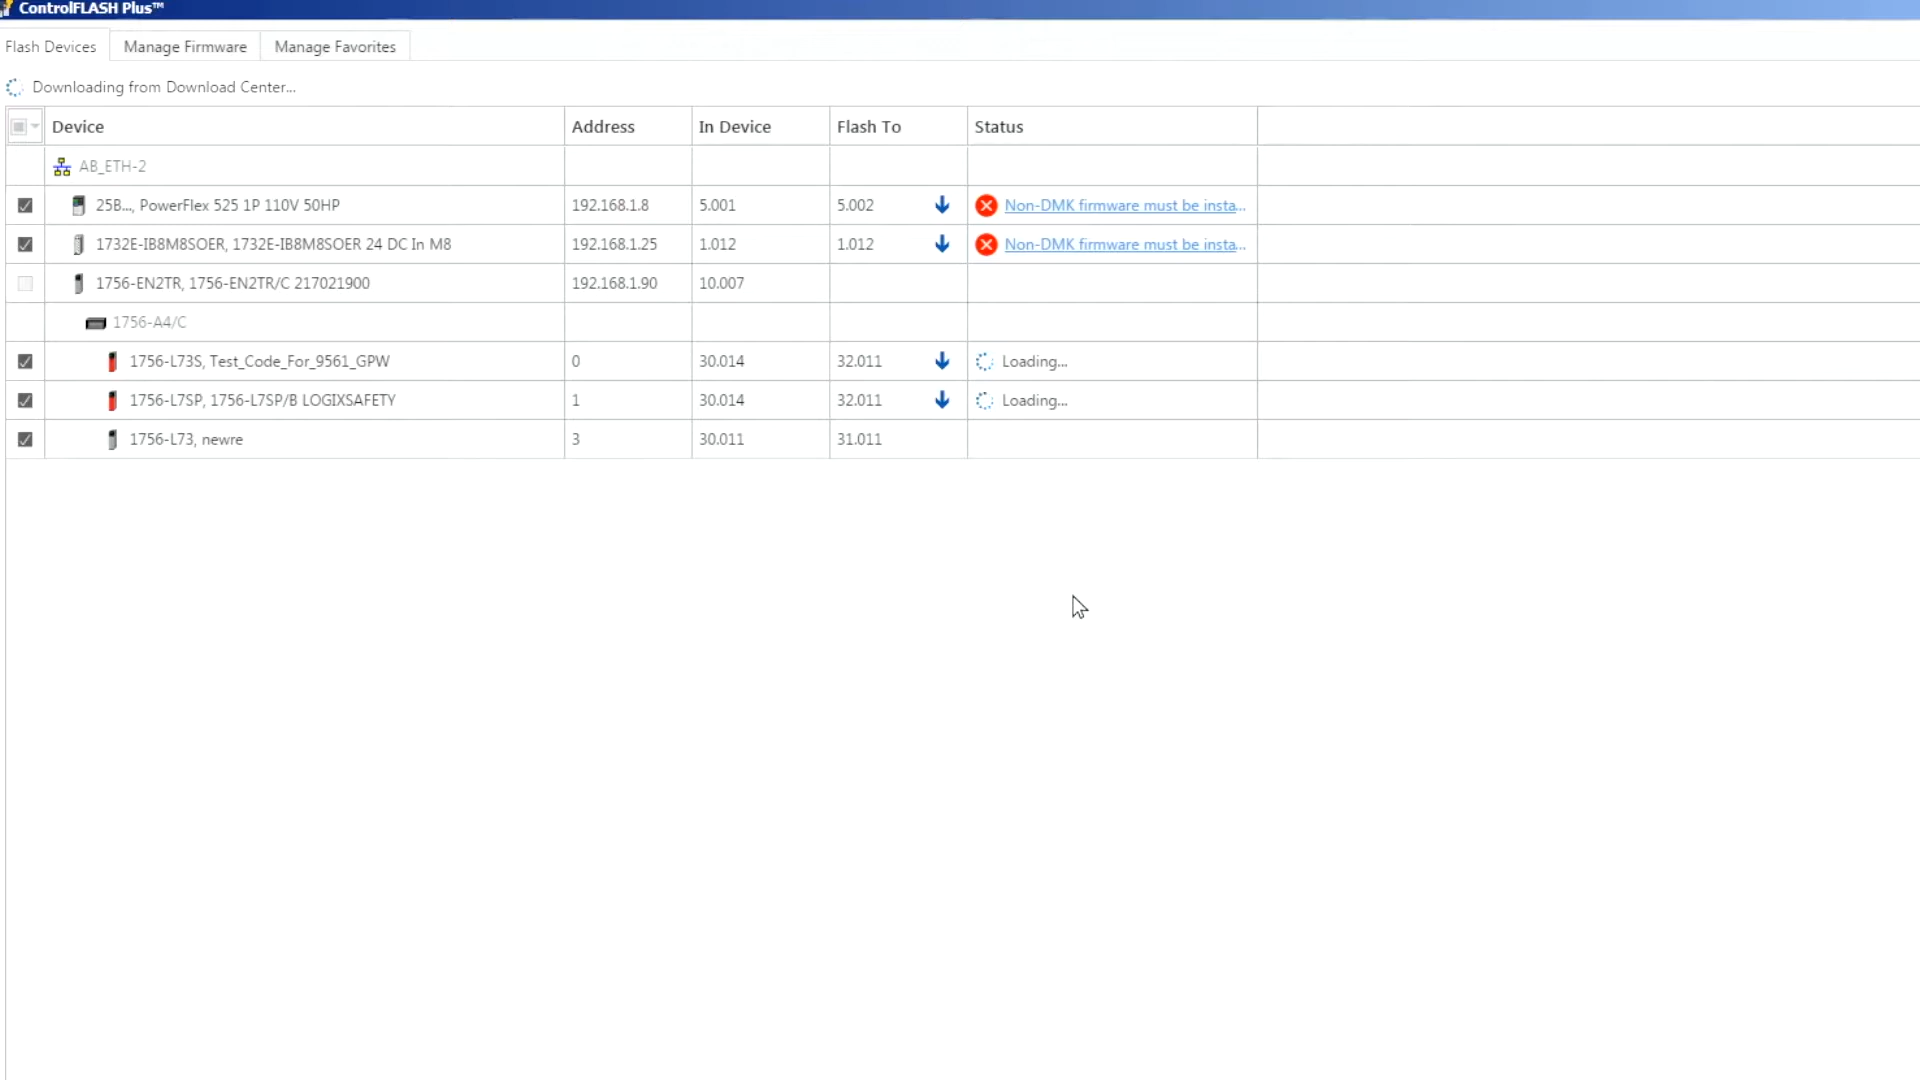 ControlFLASH Plus™
Flash Devices Manage Firmware Manage Favorites
Downloading from Download Center...
Device Address In Device Flash To Status
AB_ETH-2
25B..., PowerFlex 525 1P 110V 50HP 192.168.1.8 5.001 5.002 Non-DMK firmware must be insta...
1732E-IB8M8SOER, 1732E-IB8M8SOER 24 DC In M8 192.168.1.25 1.012 1.012 Non-DMK firmware must be insta...
1756-EN2TR, 1756-EN2TR/C 217021900 192.168.1.90 10.007
1756-A4/C
1756-L73S, Test_Code_For_9561_GPW 0 30.014 32.011 Loading...
1756-L7SP, 1756-L7SP/B LOGIXSAFETY 1 30.014 32.011 Loading...
1756-L73, newre 3 30.011 31.011